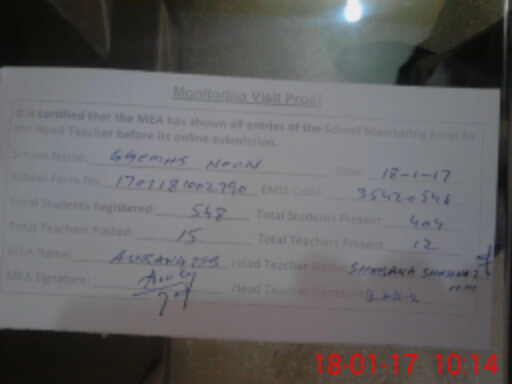 Monitoring Visit Proof
It is certified that the MEA has shown all entries of the School Monitoring Form to
the Head Teacher before its online submission.
School Name: NOON Date: 18-1-17
School Form No: EMIS Code: 35420546
Total Students Registered: 548 Total Students Present: 404
Total Teachers Posted: 15 Total Teachers Present: 12
MEA Name: AURANGZEB Head Teacher Name:
MEA Signature: Head Teacher Signature
18-01-17 10:14